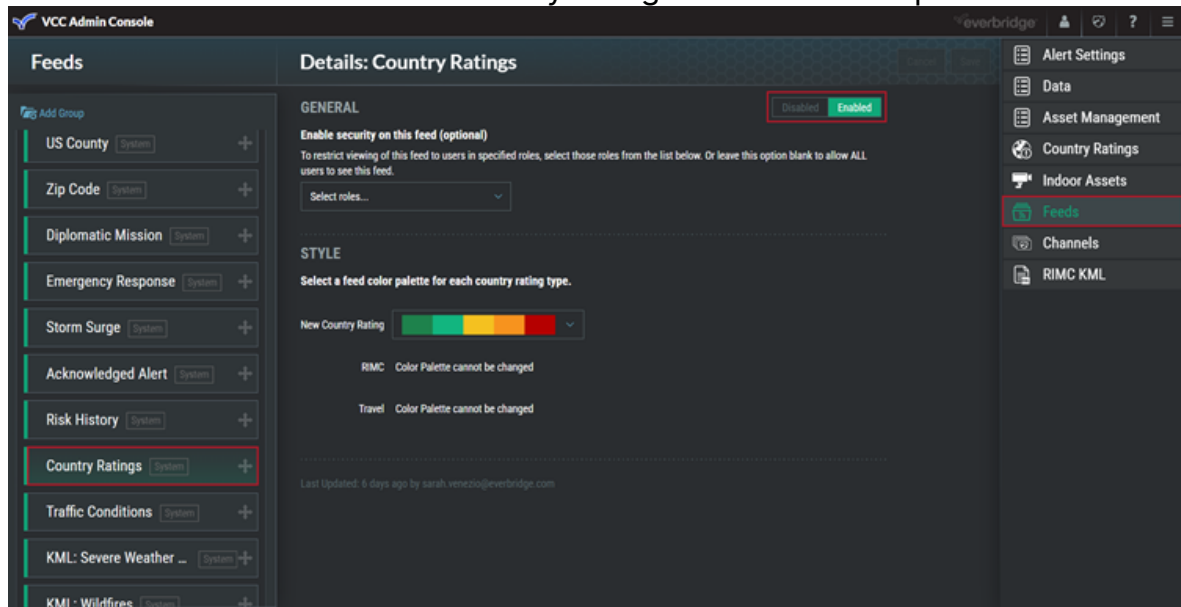 VCC Admin Console
everbridge
?
Feeds
Details: Country Ratings
Cancel
Save
Add Group
US County System
Zip Code System
Diplomatic Mission System
Emergency Response System
Storm Surge System
Acknowledged Alert System
Risk History System
Country Ratings System
Traffic Conditions System
KML: Severe Weather ... System
KML: Wildfires System
GENERAL
Disabled Enabled
Enable security on this feed (optional)
To restrict viewing of this feed to users in specified roles, select those roles from the list below. Or leave this option blank to allow ALL
users to see this feed.
Select roles...
STYLE
Select a feed color palette for each country rating type.
New Country Rating
RIMC Color Palette cannot be changed
Travel Color Palette cannot be changed
Last Updated: 6 days ago by sarah.venezio@everbridge.com
Alert Settings
Data
Asset Management
Country Ratings
Indoor Assets
Feeds
Channels
RIMC KML